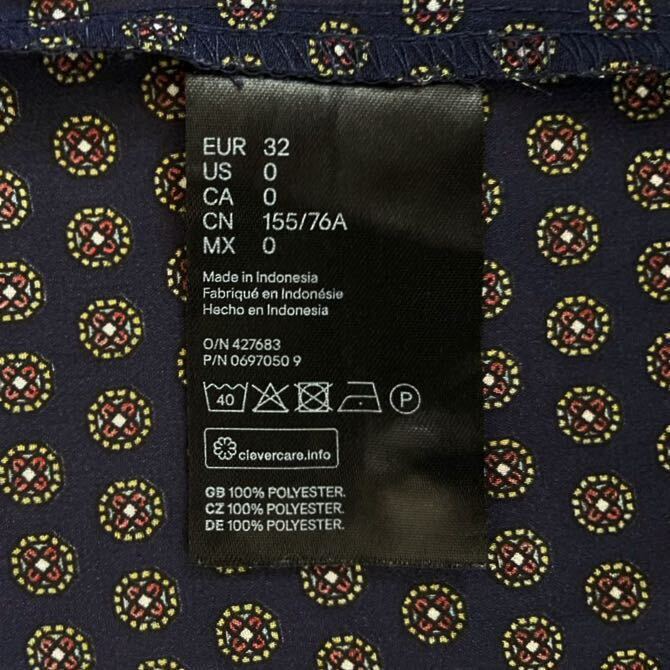 EUR 32
US 0
CA 0
CN 155/76A
MX 0
Made in Indonesia
Fabriqué en Indonésie
Hecho en Indonesia
O/N 427683
P/N 0697050 9
40 P
clevercare.info
GB 100% POLYESTER.
CZ 100% POLYESTER.
DE 100% POLYESTER.